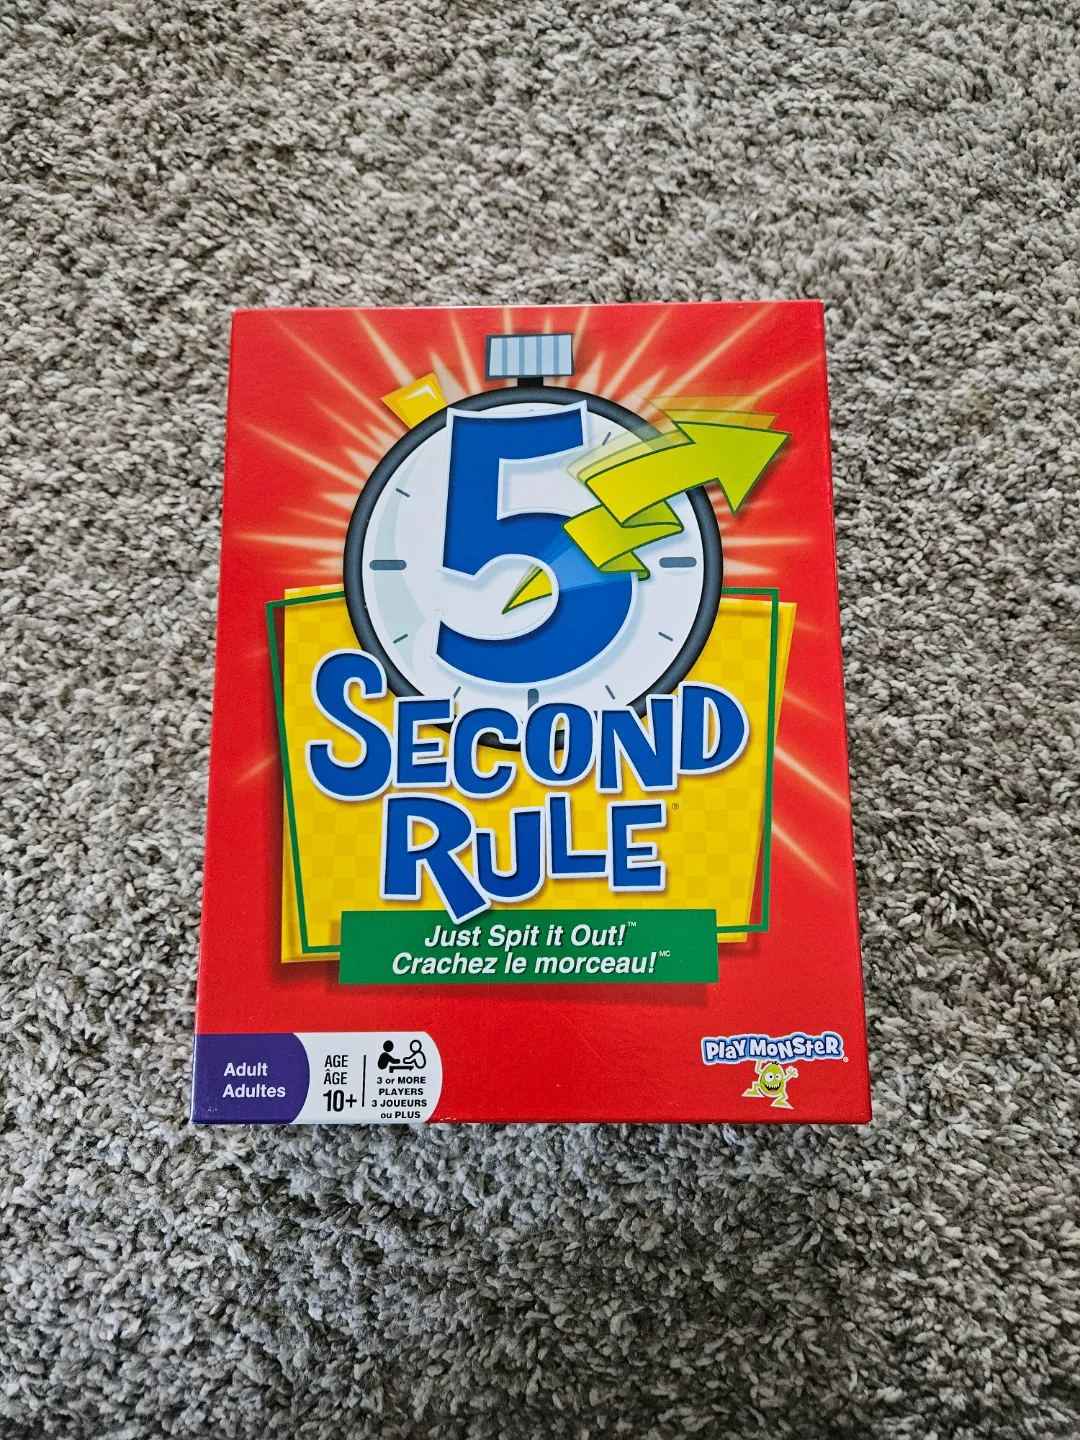 5
SECOND
RULE®
Just Spit it Out!™
Crachez le morceau!MC
Adult
Adultes
AGE
ÂGE
10+
3 or MORE
PLAYERS
3 JOUEURS
ou PLUS
PLAY MONSTER®